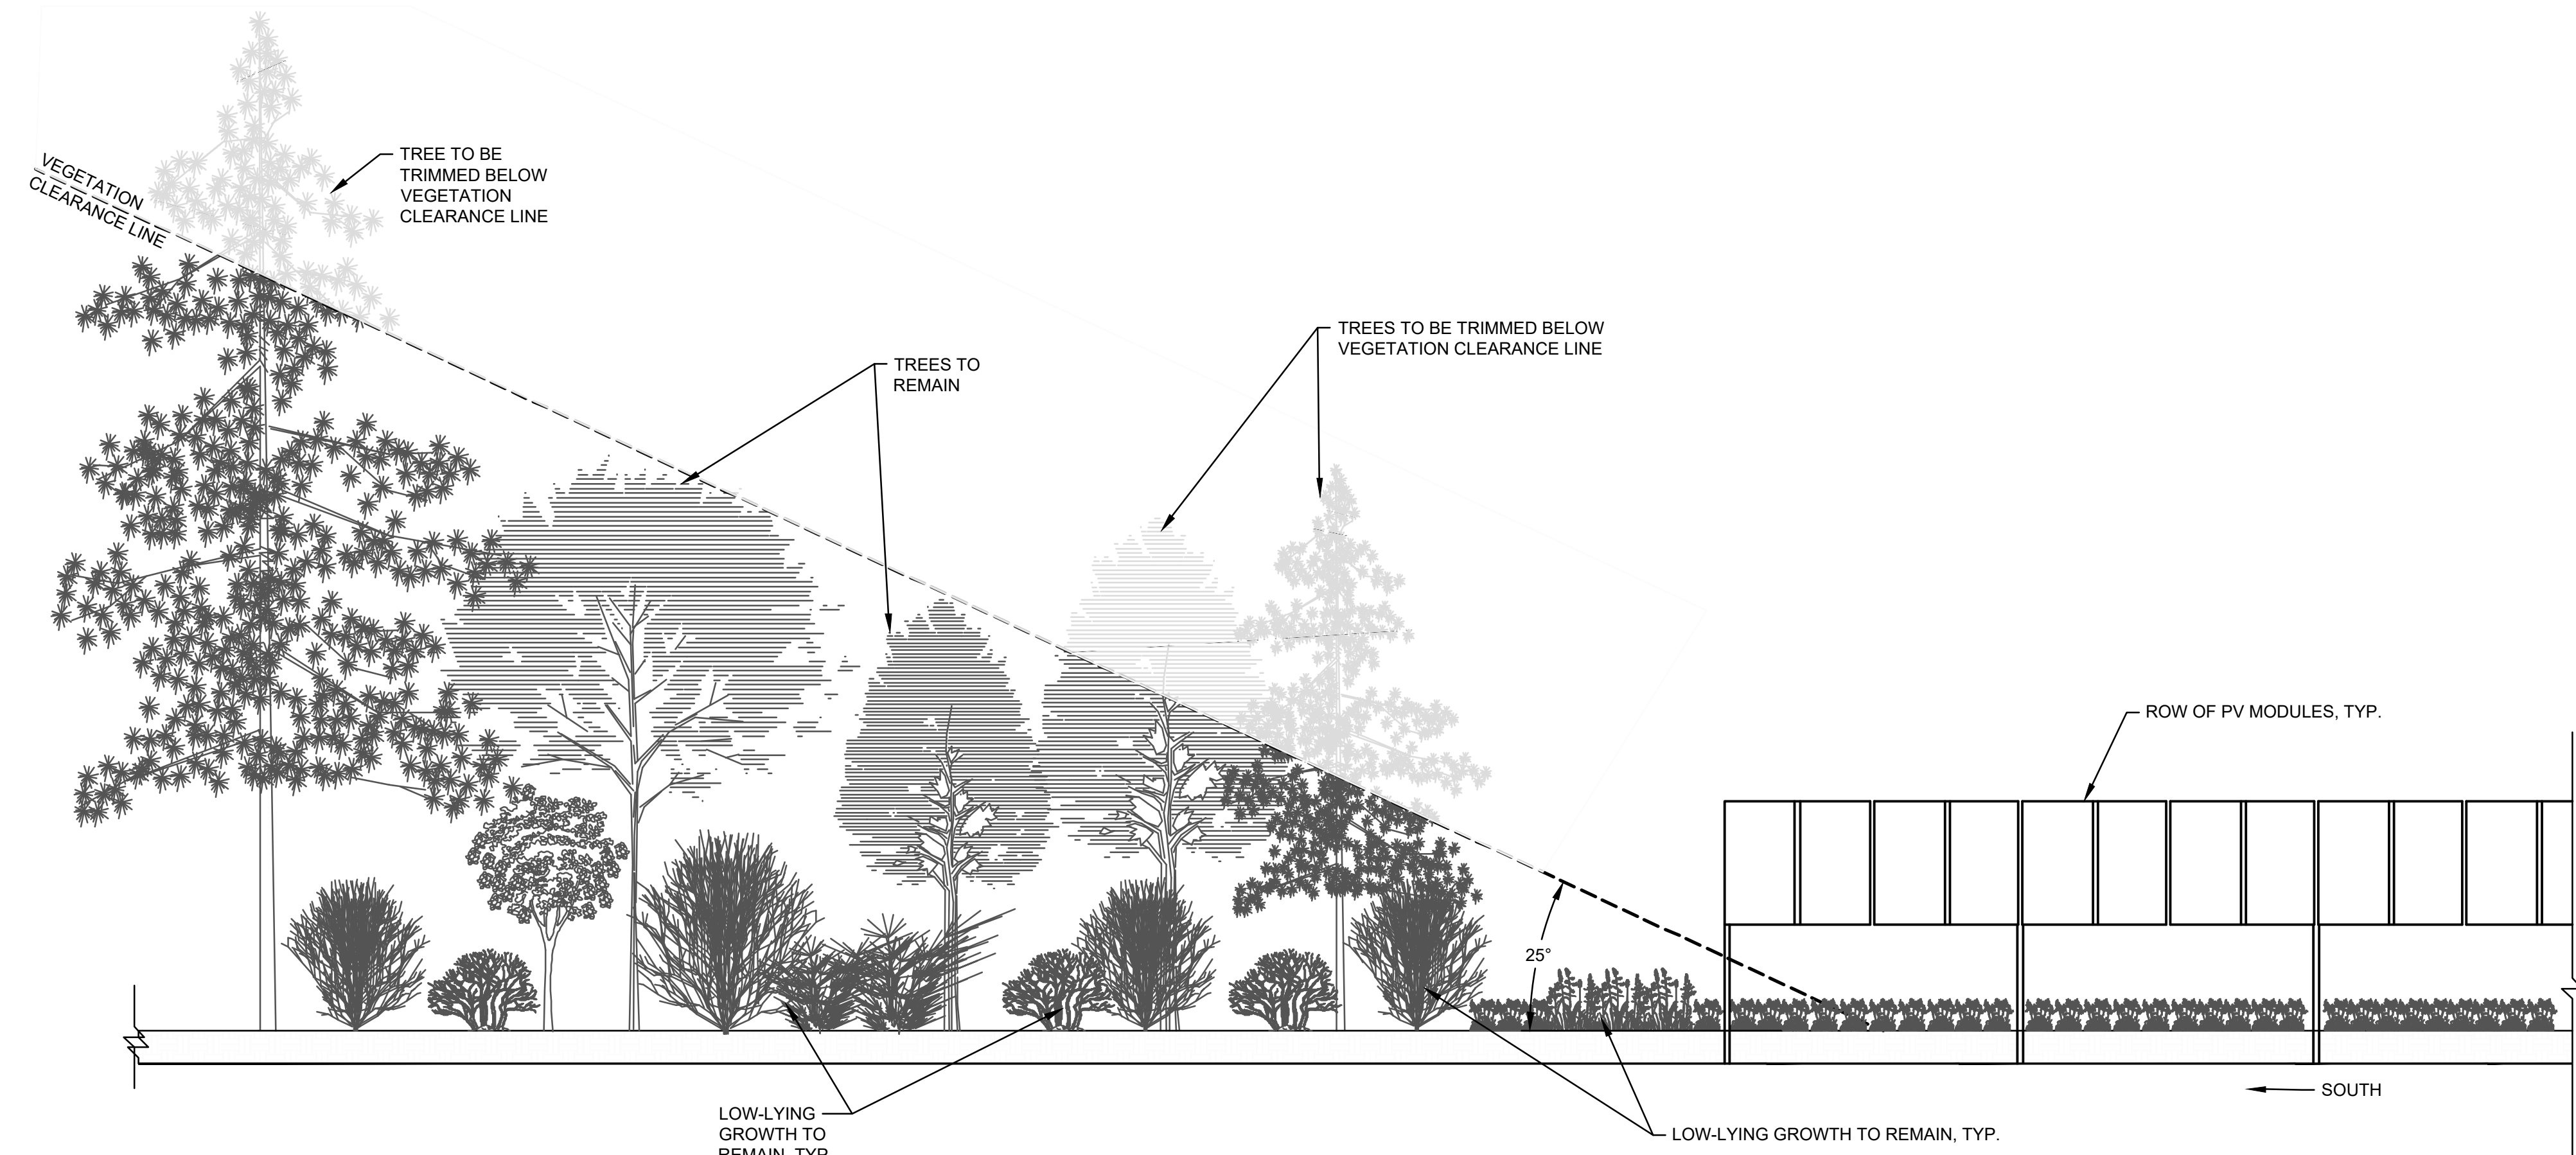 VEGETATION
CLEARANCE LINE
TREE TO BE
TRIMMED BELOW
VEGETATION
CLEARANCE LINE
TREES TO
REMAIN
TREES TO BE TRIMMED BELOW
VEGETATION CLEARANCE LINE
ROW OF PV MODULES, TYP.
25°
SOUTH
LOW-LYING
GROWTH TO
REMAIN, TYP.
LOW-LYING GROWTH TO REMAIN, TYP.